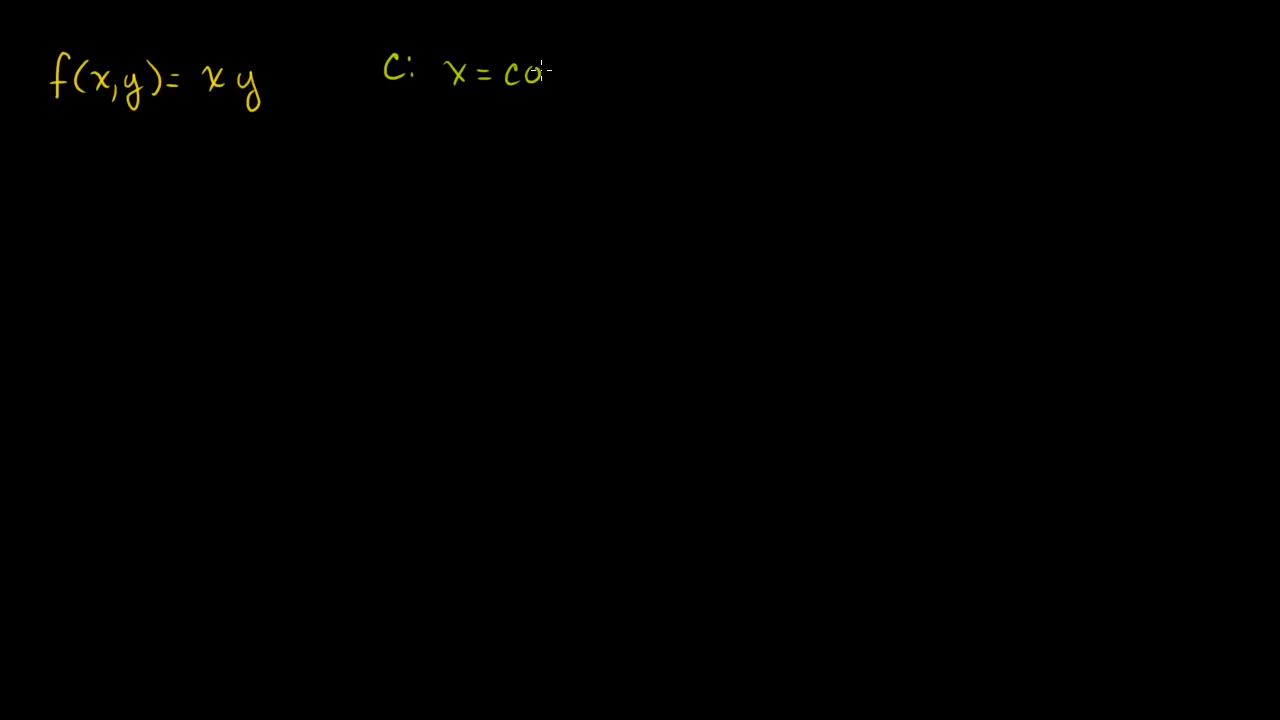 f(x,y)= xy C: x = co